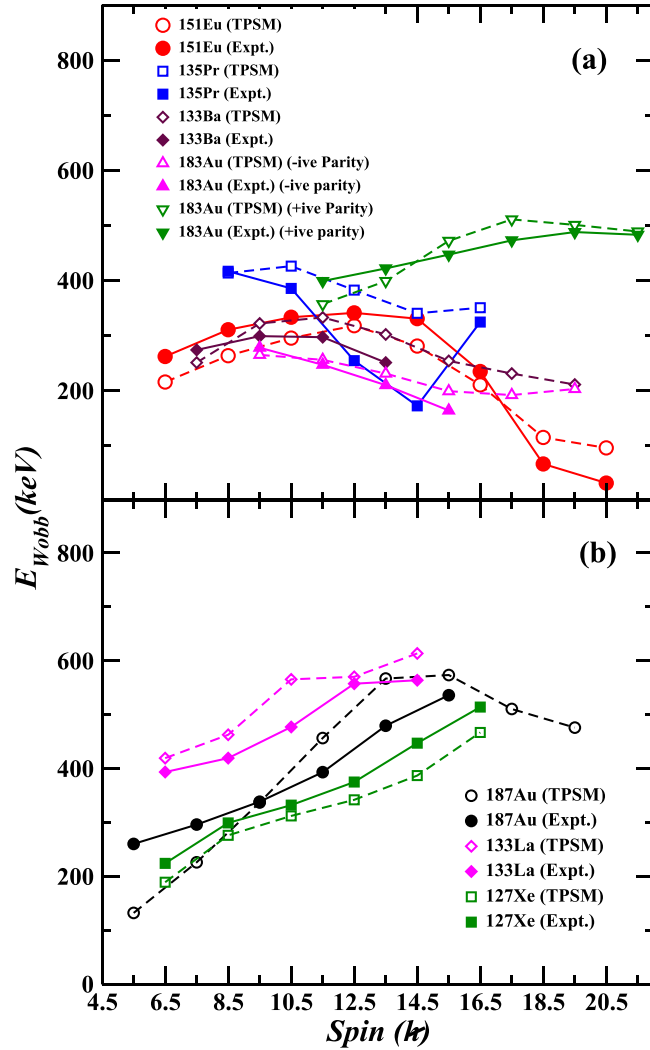 800
600
400
200
(a)
151Eu (TPSM)
151Eu (Expt.)
135Pr (TPSM)
135Pr (Expt.)
133Ba (TPSM)
133Ba (Expt.)
183Au (TPSM) (-ive Parity)
183Au (Expt.) (-ive parity)
183Au (TPSM) (+ive Parity)
183Au (Expt.) (+ive parity)
E_Wobb(keV)
800
600
400
200
0
(b)
187Au (TPSM)
187Au (Expt.)
133La (TPSM)
133La (Expt.)
127Xe (TPSM)
127Xe (Expt.)
4.5 6.5 8.5 10.5 12.5 14.5 16.5 18.5 20.5
Spin (ħ)